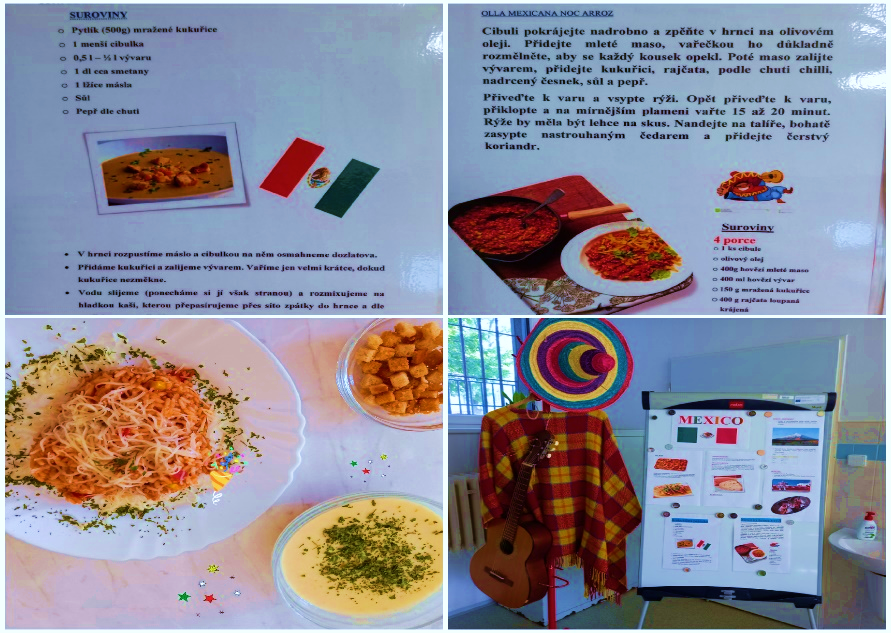 SUROVINY
Pytlík (500g) mražené kukuřice
1 menší cibulka
0,5 l – ½ l vývaru
1 dl cca smetany
1 lžíce másla
Sůl
Pepř dle chuti
V hrnci rozpustíme máslo a cibulkou na něm osmahneme dozlatova.
Přidáme kukuřici a zalijeme vývarem. Vaříme jen velmi krátce, dokud
kukuřice nezměkne.
Vodu slijeme (ponecháme si jí však stranou) a rozmixujeme na
hladkou kaši, kterou přepasírujeme přes síto zpátky do hrnce a dle
OLLA MEXICANA NOC ARROZ
Cibuli pokrájejte nadrobno a zpěňte v hrnci na olivovém
oleji. Přidejte mleté maso, vařečkou ho důkladně
rozmělněte, aby se každý kousek opekl. Poté maso zalijte
vývarem, přidejte kukuřici, rajčata, podle chuti chilli,
nadrcený česnek, sůl a pepř.
Přiveďte k varu a vsypte rýži. Opět přiveďte k varu,
přiklopte a na mírnějším plameni vařte 15 až 20 minut.
Rýže by měla být lehce na skus. Nandejte na talíře, bohatě
zasypte nastrouhaným čedarem a přidejte čerstvý
koriandr.
Suroviny
4 porce
1 ks cibule
olivový olej
400g hovězí mleté maso
400 ml hovězí vývar
150 g mražená kukuřice
400 g rajčata loupaná
krájená
MEXICO